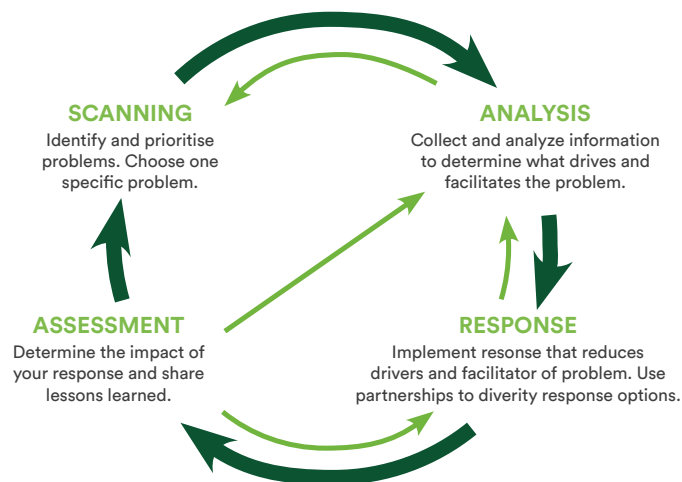 SCANNING
Identify and prioritise
problems. Choose one
specific problem.
ANALYSIS
Collect and analyze information
to determine what drives and
facilitates the problem.
ASSESSMENT
Determine the impact of
your response and share
lessons learned.
RESPONSE
Implement resonse that reduces
drivers and facilitator of problem. Use
partnerships to diverity response options.